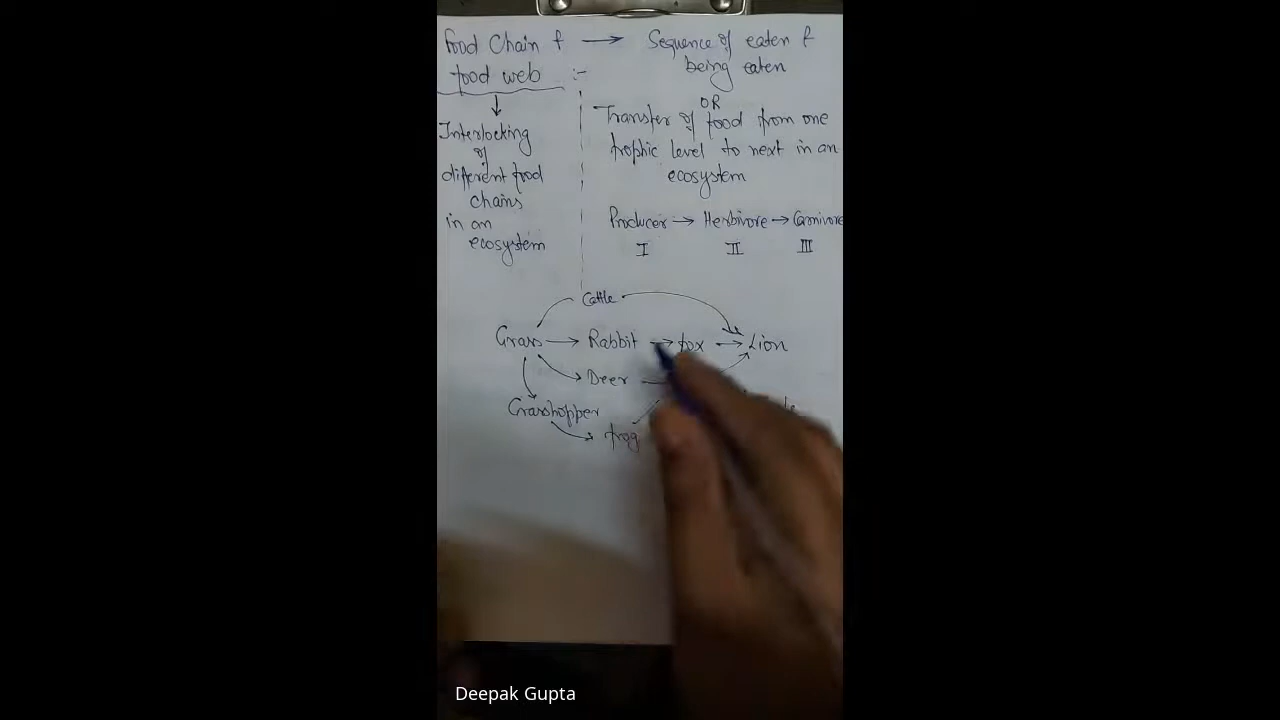 food Chain & → Sequence of eaten &
food web :- being eaten
↓ OR
Interlocking
of
different food
chains
in an
ecosystem
Transfer of food from one
trophic level to next in an
ecosystem
Producer → Herbivore → Carnivore
I II III
Cattle
Grass → Rabbit → fox → Lion
Deer
Grasshopper
frog
Deepak Gupta